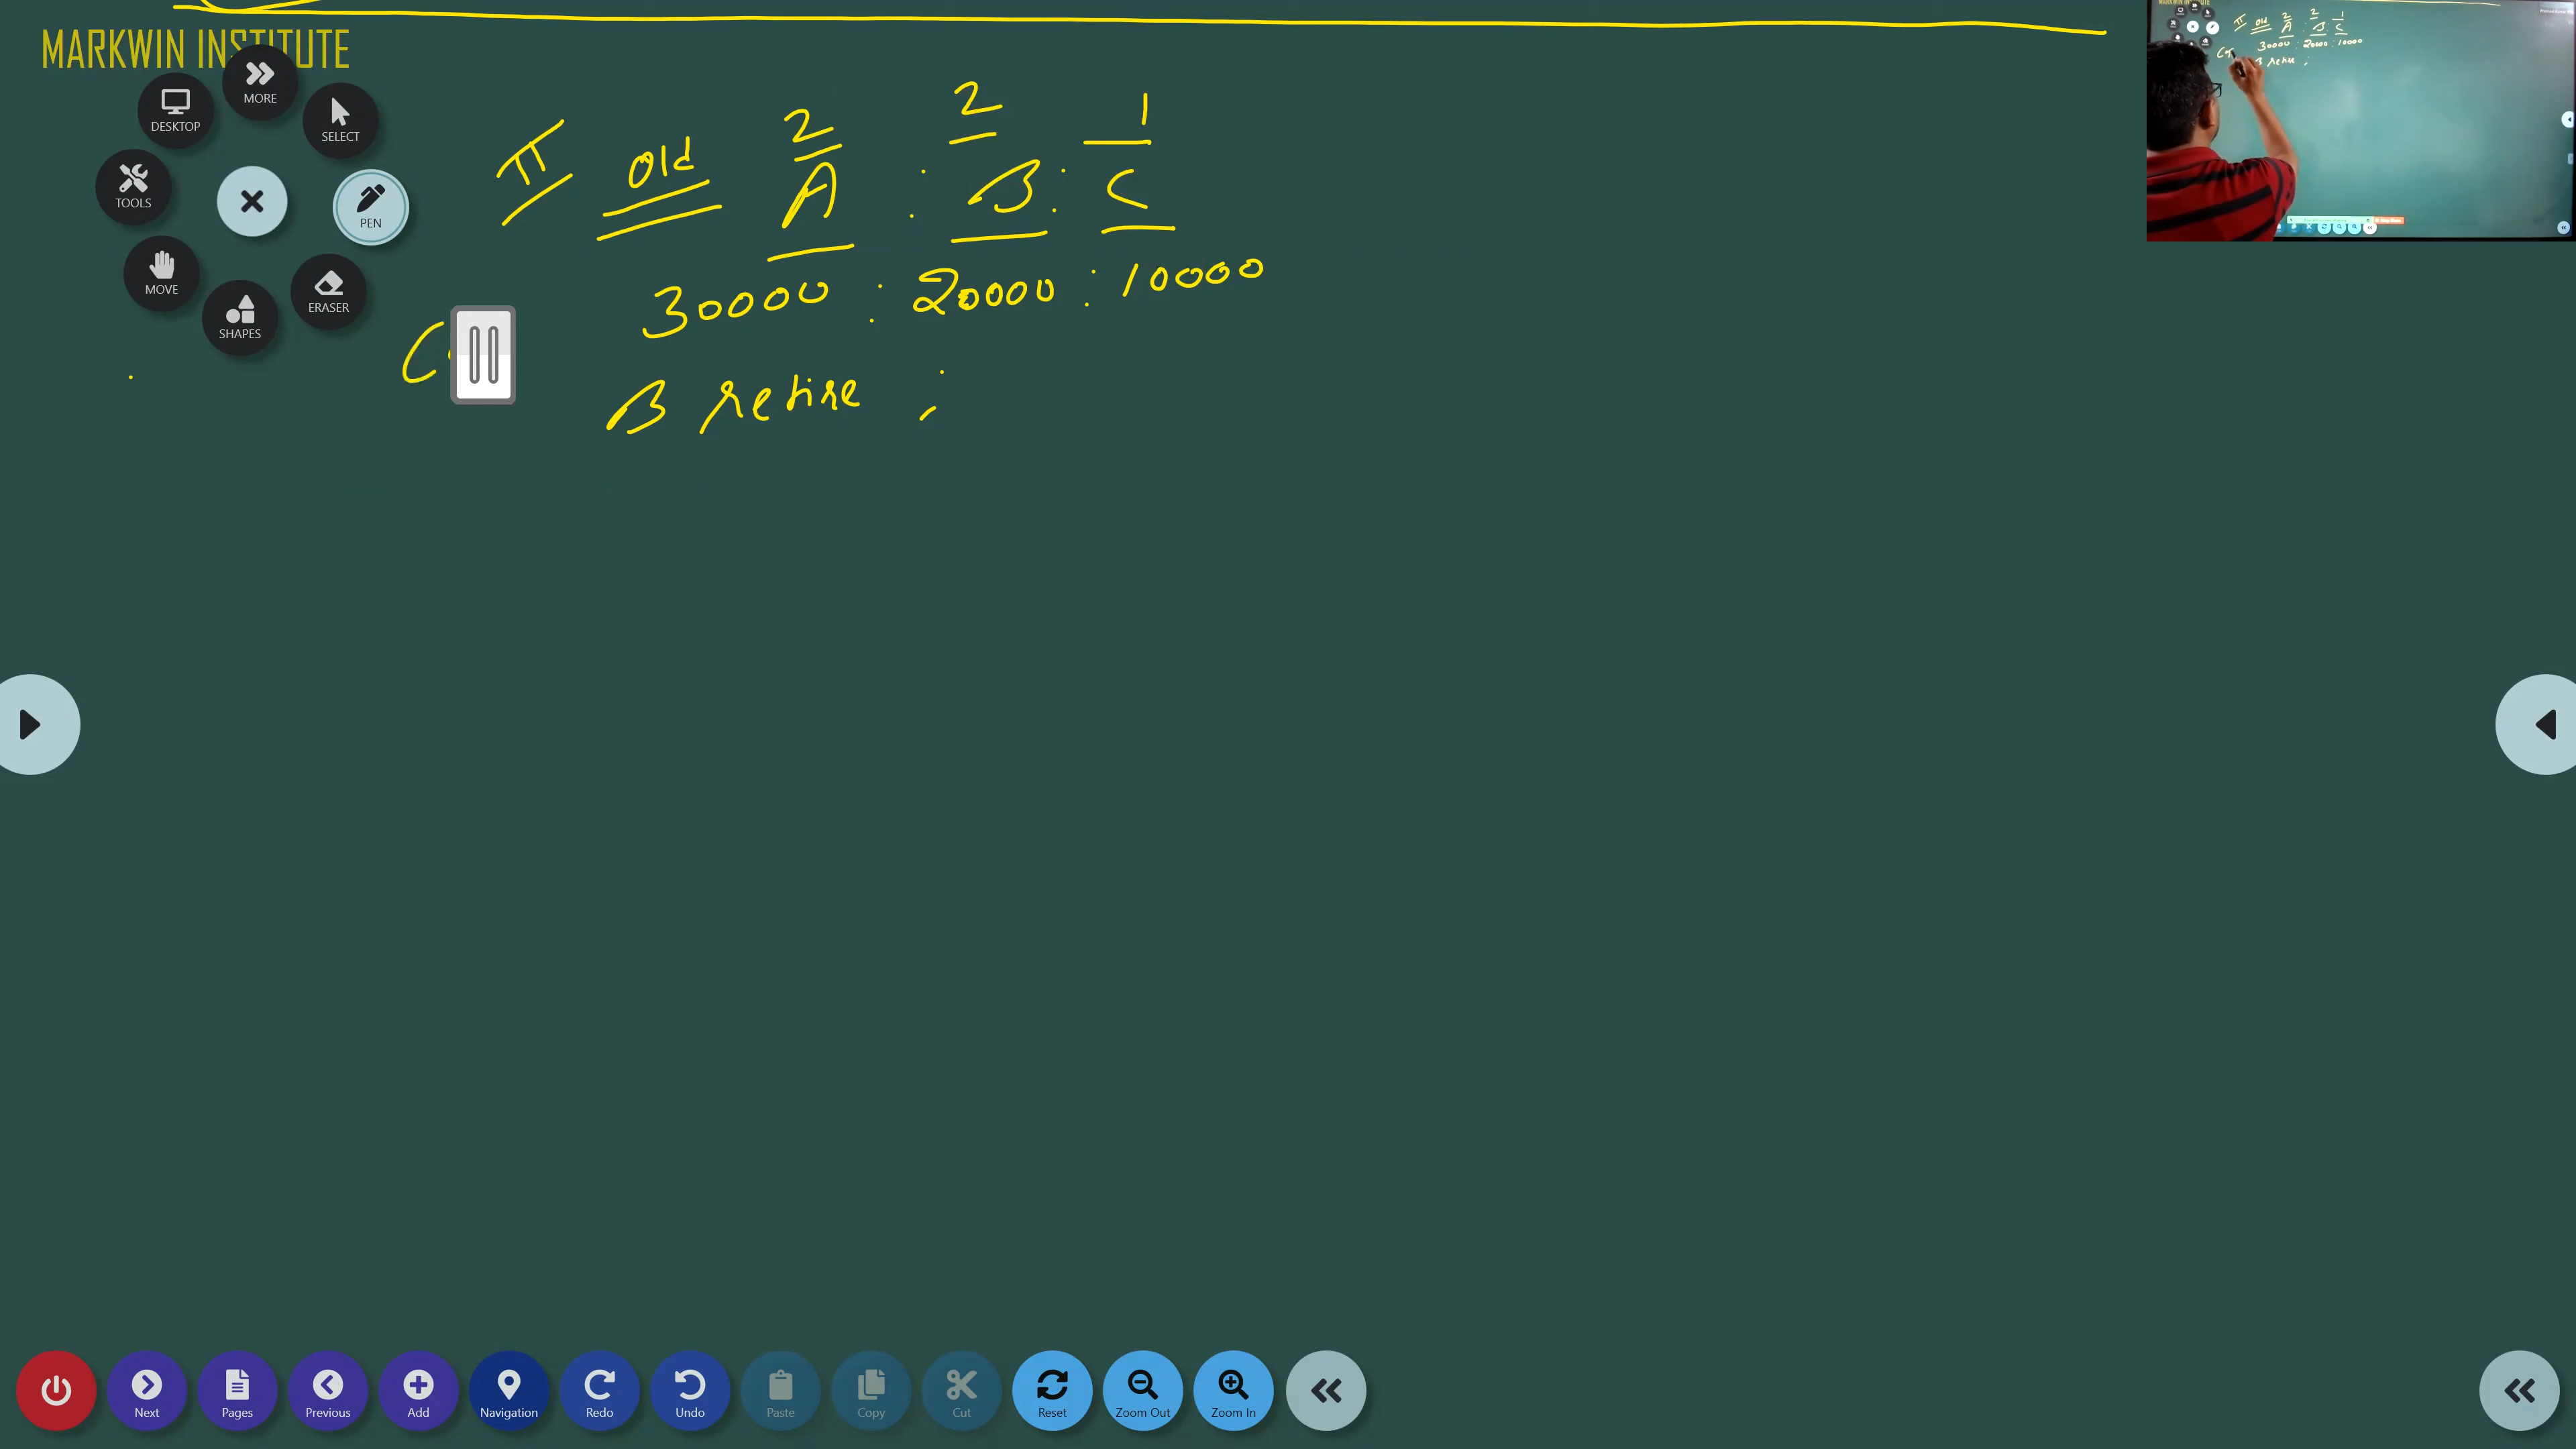 MARKWIN INSTITUTE
MORE
DESKTOP
SELECT
TOOLS
PEN
MOVE
ERASER
SHAPES
2 2 1
II Old A : B : C
30000 : 20000 : 10000
B retire ;
Next
Pages
Previous
Add
Navigation
Redo
Undo
Paste
Copy
Cut
Reset
Zoom Out
Zoom In